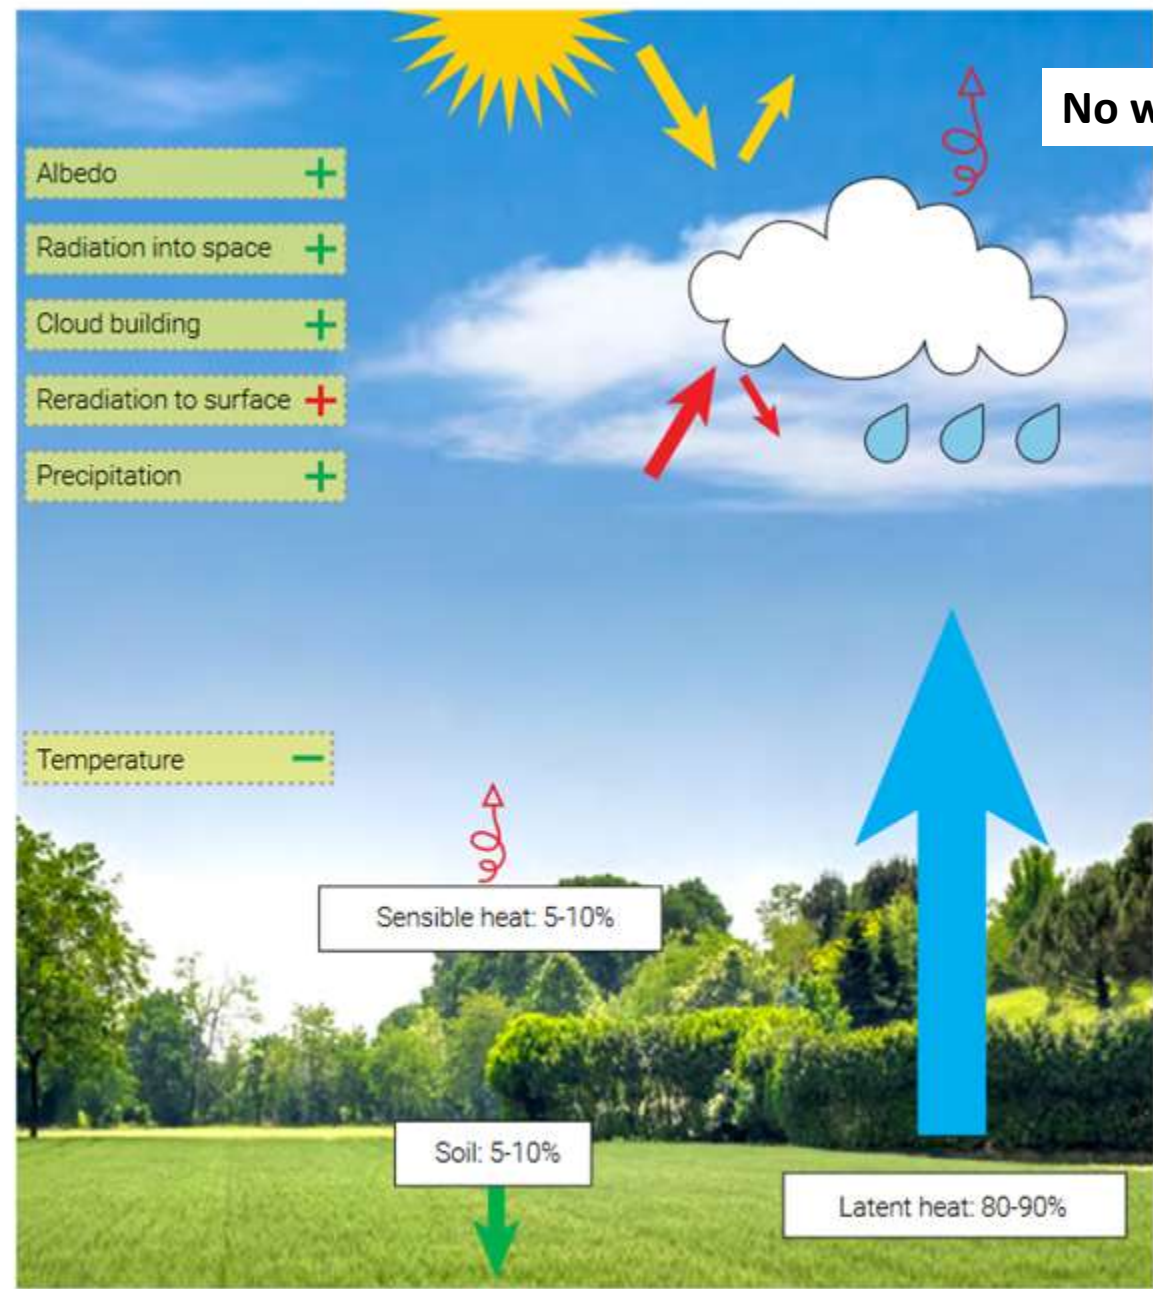 No w
Albedo +
Radiation into space +
Cloud building +
Reradiation to surface +
Precipitation +
Temperature −
Sensible heat: 5-10%
Soil: 5-10%
Latent heat: 80-90%